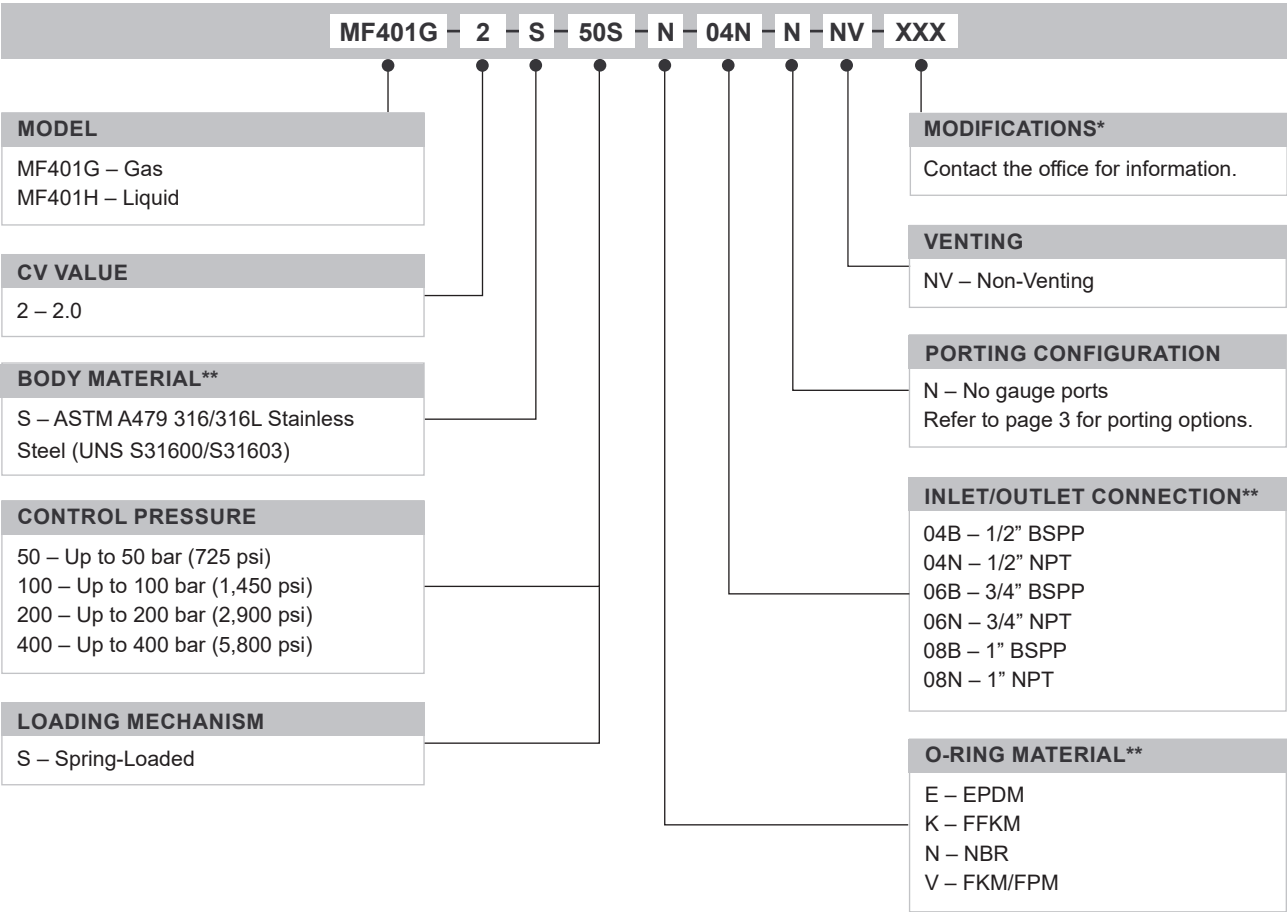 MF401G - 2 - S - 50S - N - 04N - N - NV - XXX
MODEL
MF401G – Gas
MF401H – Liquid
CV VALUE
2 – 2.0
BODY MATERIAL**
S – ASTM A479 316/316L Stainless
Steel (UNS S31600/S31603)
CONTROL PRESSURE
50 – Up to 50 bar (725 psi)
100 – Up to 100 bar (1,450 psi)
200 – Up to 200 bar (2,900 psi)
400 – Up to 400 bar (5,800 psi)
LOADING MECHANISM
S – Spring-Loaded
MODIFICATIONS*
Contact the office for information.
VENTING
NV – Non-Venting
PORTING CONFIGURATION
N – No gauge ports
Refer to page 3 for porting options.
INLET/OUTLET CONNECTION**
04B – 1/2” BSPP
04N – 1/2” NPT
06B – 3/4” BSPP
06N – 3/4” NPT
08B – 1” BSPP
08N – 1” NPT
O-RING MATERIAL**
E – EPDM
K – FFKM
N – NBR
V – FKM/FPM